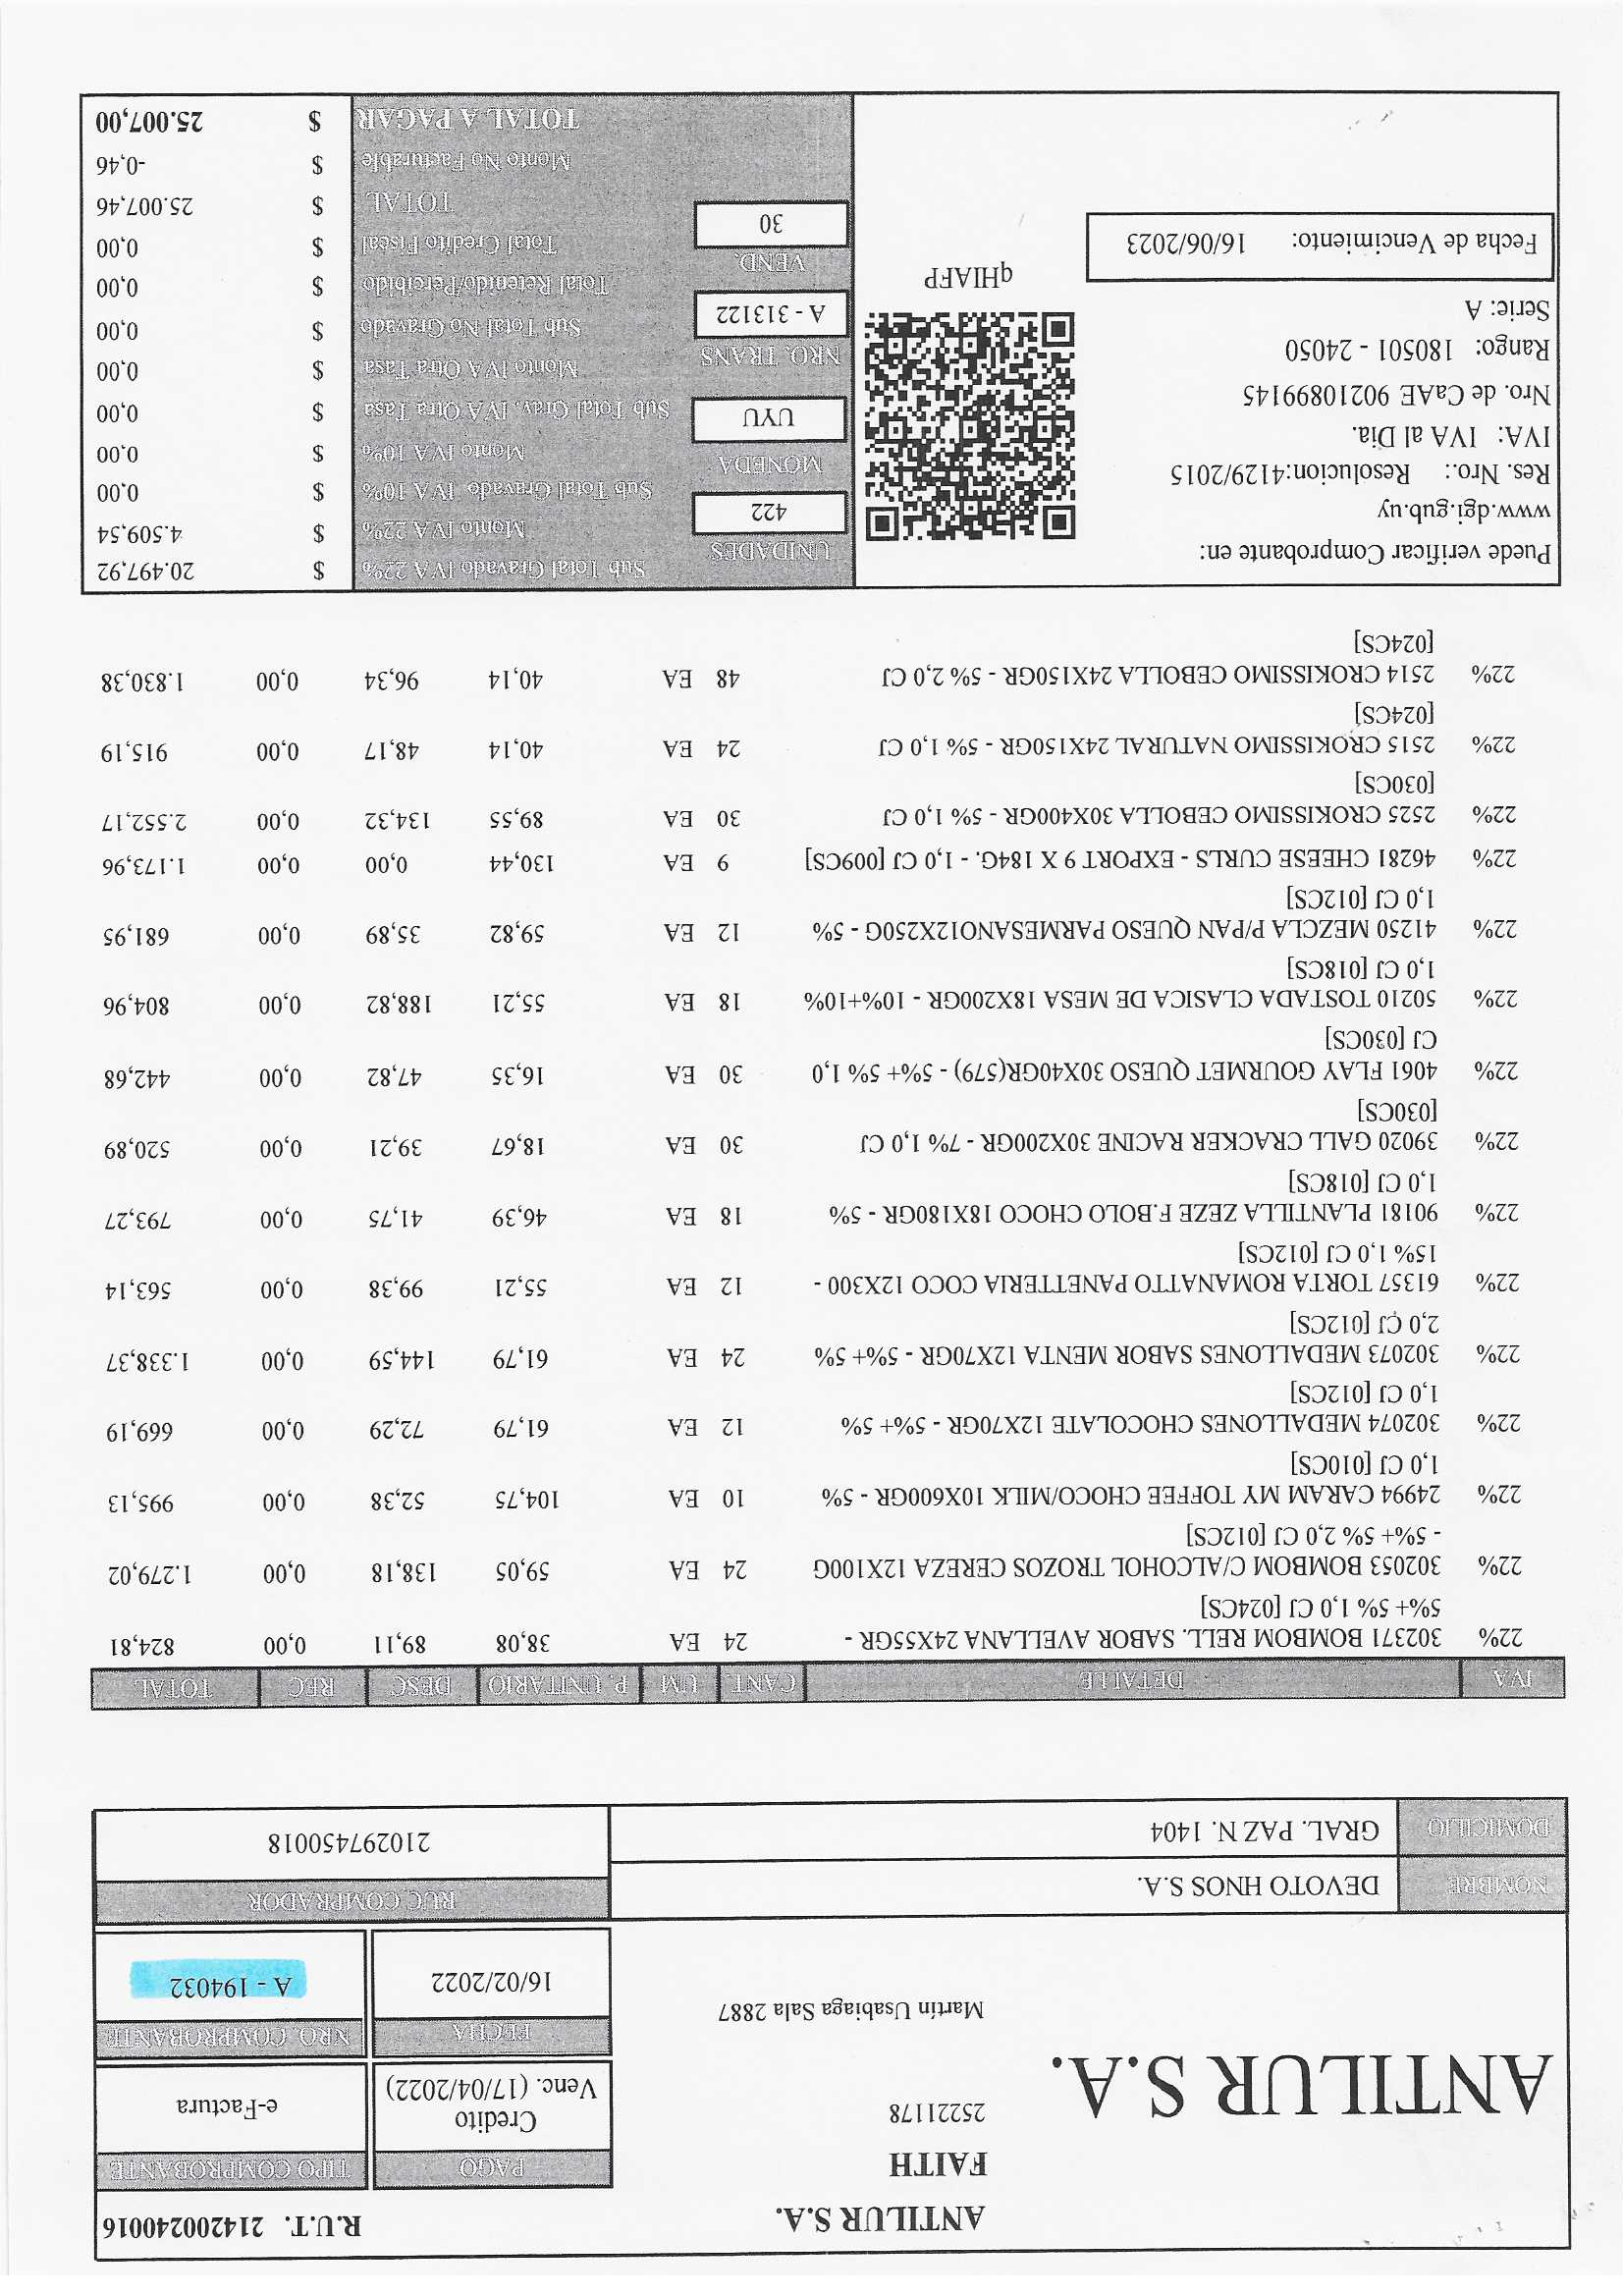 ANTILUR S.A.
R.U.T. 214200240016
FAITH
25221178
ANTILUR S.A.
Martín Usabiaga Sala 2887
PAGO
TIPO COMPROBANTE
Credito
Venc. (17/04/2022)
e-Factura
FECHA
NRO. COMPROBANTE
16/02/2022
A - 194032
NOMBRE
DEVOTO HNOS S.A.
RUC COMPRADOR
DOMICILIO
GRAL. PAZ N. 1404
210297450018
IVA DETALLE CANT. UM P. UNITARIO DESC REC TOTAL
22% 302371 BOMBOM RELL. SABOR AVELLANA 24X55GR - 24 EA 38,08 89,11 0,00 824,81
5%+ 5% 1,0 CJ [024CS]
22% 302053 BOMBOM C/ALCOHOL TROZOS CEREZA 12X100G 24 EA 59,05 138,18 0,00 1.279,02
- 5%+ 5% 2,0 CJ [012CS]
22% 24994 CARAM MY TOFFEE CHOCO/MILK 10X600GR - 5% 10 EA 104,75 52,38 0,00 995,13
1,0 CJ [010CS]
22% 302074 MEDALLONES CHOCOLATE 12X70GR - 5%+ 5% 12 EA 61,79 72,29 0,00 669,19
1,0 CJ [012CS]
22% 302073 MEDALLONES SABOR MENTA 12X70GR - 5%+ 5% 24 EA 61,79 144,59 0,00 1.338,37
2,0 CJ [012CS]
22% 61357 TORTA ROMANATTO PANETTERIA COCO 12X300 - 12 EA 55,21 99,38 0,00 563,14
15% 1,0 CJ [012CS]
22% 90181 PLANTILLA ZEZE F.BOLO CHOCO 18X180GR - 5% 18 EA 46,39 41,75 0,00 793,27
1,0 CJ [018CS]
22% 39020 GALL CRACKER RACINE 30X200GR - 7% 1,0 CJ 30 EA 18,67 39,21 0,00 520,89
[030CS]
22% 4061 FLAY GOURMET QUESO 30X40GR(579) - 5%+ 5% 1,0 30 EA 16,35 47,82 0,00 442,68
CJ [030CS]
22% 50210 TOSTADA CLASICA DE MESA 18X200GR - 10%+10% 18 EA 55,21 188,82 0,00 804,96
1,0 CJ [018CS]
22% 41250 MEZCLA P/PAN QUESO PARMESANO12X250G - 5% 12 EA 59,82 35,89 0,00 681,95
1,0 CJ [012CS]
22% 46281 CHEESE CURLS - EXPORT 9 X 184G. - 1,0 CJ [009CS] 9 EA 130,44 0,00 0,00 1.173,96
22% 2525 CROKISSIMO CEBOLLA 30X400GR - 5% 1,0 CJ 30 EA 89,55 134,32 0,00 2.552,17
[030CS]
22% 2515 CROKISSIMO NATURAL 24X150GR - 5% 1,0 CJ 24 EA 40,14 48,17 0,00 915,19
[024CS]
22% 2514 CROKISSIMO CEBOLLA 24X150GR - 5% 2,0 CJ 48 EA 40,14 96,34 0,00 1.830,38
[024CS]
Puede verificar Comprobante en:
www.dgi.gub.uy
Res. Nro.: Resolucion:4129/2015
IVA: IVA al Dia.
Nro. de CaAE 90210899145
Rango: 180501 - 24050
Serie: A
Fecha de Vencimiento: 16/06/2023
qHIAFP
UNIDADES
422
MONEDA
UYU
NRO. TRANS
A - 313122
VEND.
30
Sub Total Gravado IVA 22% $ 20.497,92
Monto IVA 22% $ 4.509,54
Sub Total Gravado IVA 10% $ 0,00
Monto IVA 10% $ 0,00
Sub Total Grav. IVA Otra Tasa $ 0,00
Monto IVA Otra Tasa $ 0,00
Sub Total No Gravado $ 0,00
Total Retenido/Percibido $ 0,00
Total Credito Fiscal $ 0,00
TOTAL $ 25.007,46
Monto No Facturable $ -0,46
TOTAL A PAGAR $ 25.007,00